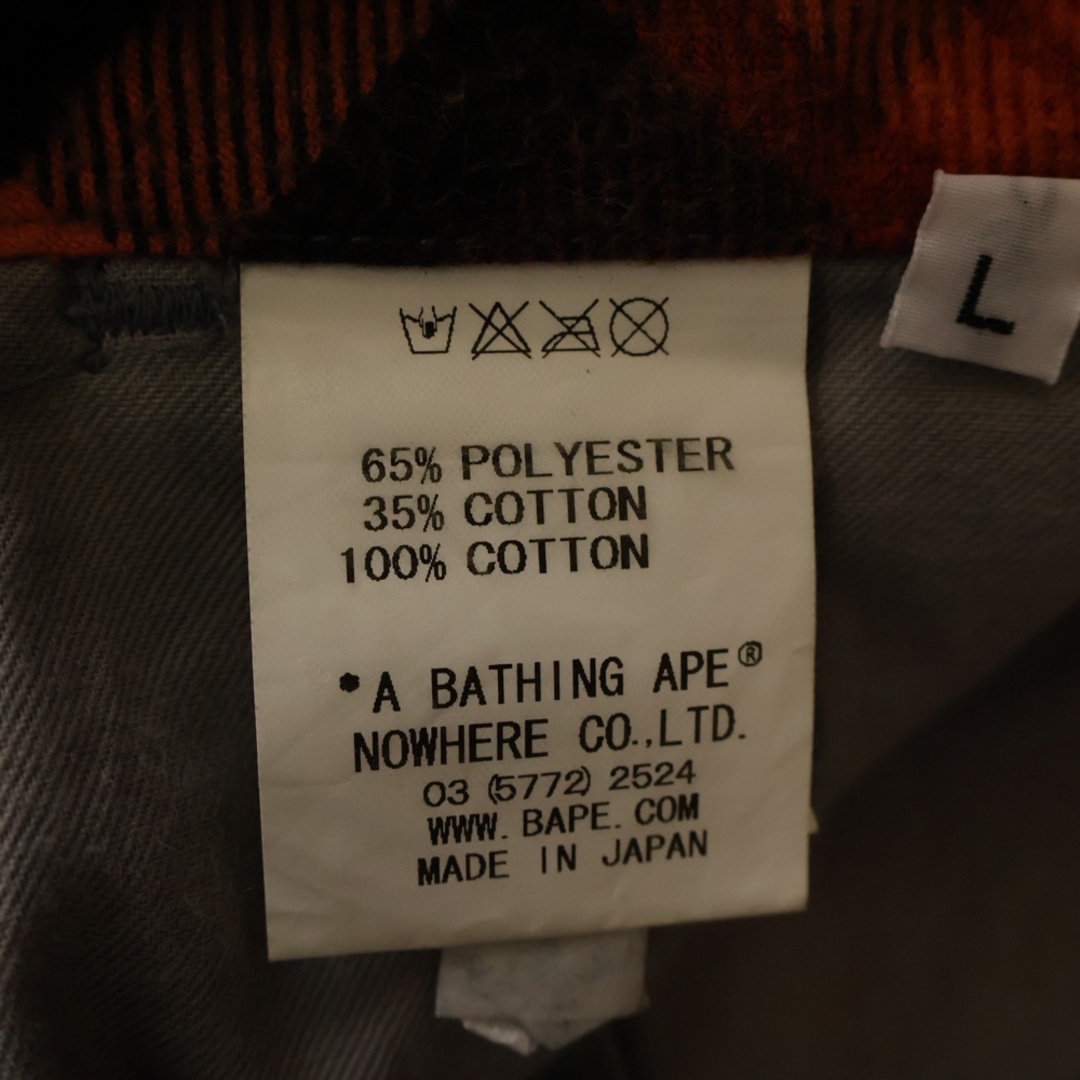 L
65% POLYESTER
35% COTTON
100% COTTON
*A BATHING APE®
NOWHERE CO.,LTD.
03 (5772) 2524
WWW. BAPE. COM
MADE IN JAPAN